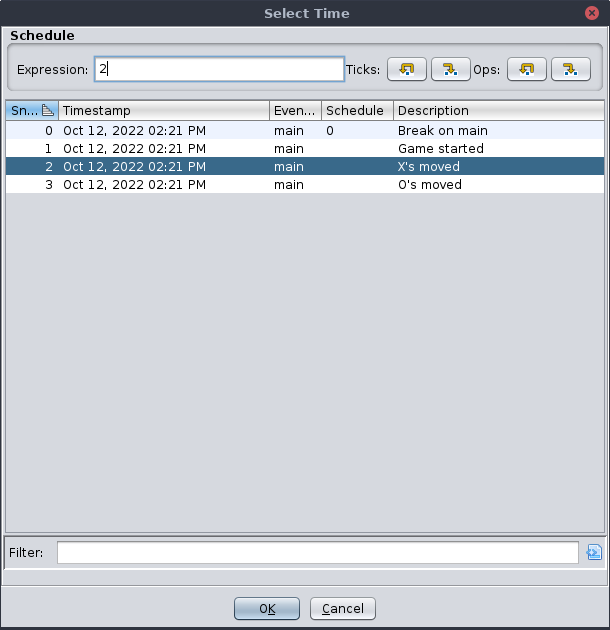 Select Time
Schedule
Expression: 2 Ticks: Ops:
Sn... Timestamp Even... Schedule Description
0 Oct 12, 2022 02:21 PM main 0 Break on main
1 Oct 12, 2022 02:21 PM main Game started
2 Oct 12, 2022 02:21 PM main X's moved
3 Oct 12, 2022 02:21 PM main O's moved
Filter:
OK Cancel